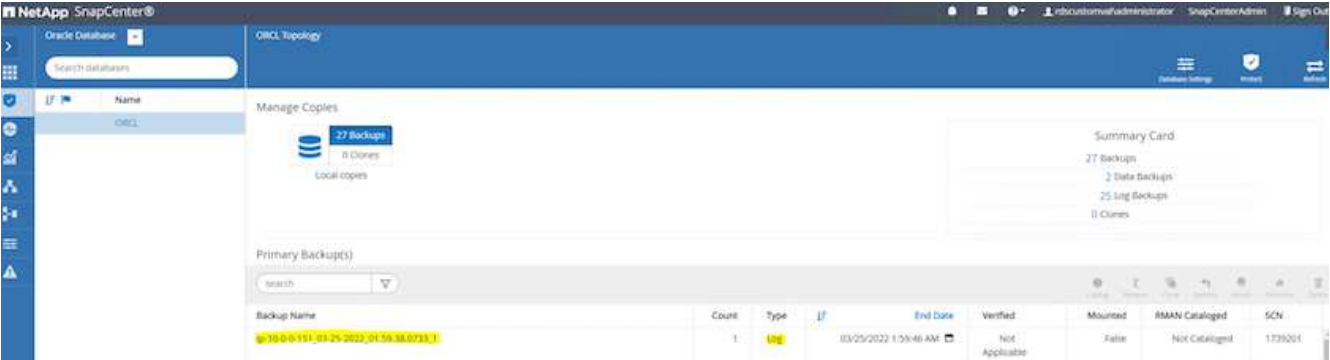 NetApp SnapCenter®
rdscustomval\administrator SnapCenterAdmin Sign Out
Oracle Database
ORCL Topology
Search databases
Database Settings Protect Refresh
Name
ORCL
Manage Copies
27 Backups
0 Clones
Local copies
Summary Card
27 Backups
2 Data Backups
25 Log Backups
0 Clones
Primary Backup(s)
search
Backup Name Count Type End Date Verified Mounted RMAN Cataloged SCN
ip-10-0-0-151_03-25-2022_01.59.38.0733_1 1 Log 03/25/2022 1:59:46 AM Not Applicable False Not Cataloged 1739201